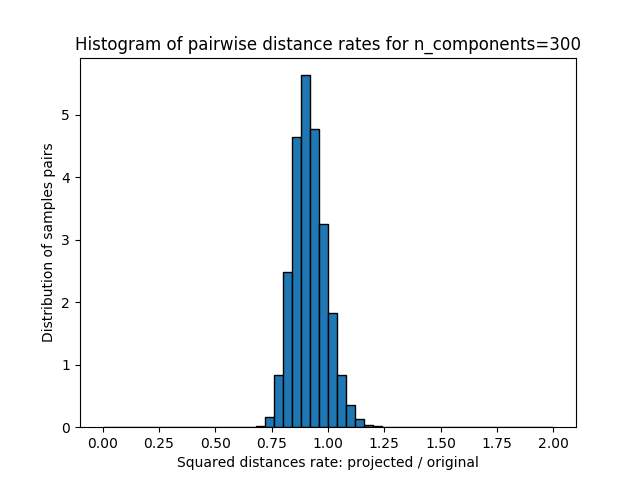 Histogram of pairwise distance rates for n_components=300
Distribution of samples pairs
5
4
3
2
1
0
0.00 0.25 0.50 0.75 1.00 1.25 1.50 1.75 2.00
Squared distances rate: projected / original